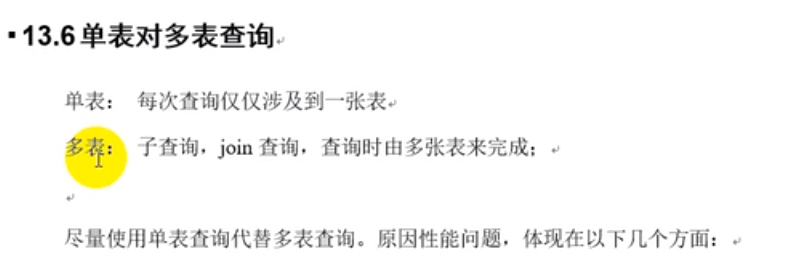 ▪ 13.6 单表对多表查询
单表： 每次查询仅仅涉及到一张表
多表： 子查询，join 查询，查询时由多张表来完成；
尽量使用单表查询代替多表查询。原因性能问题，体现在以下几个方面：